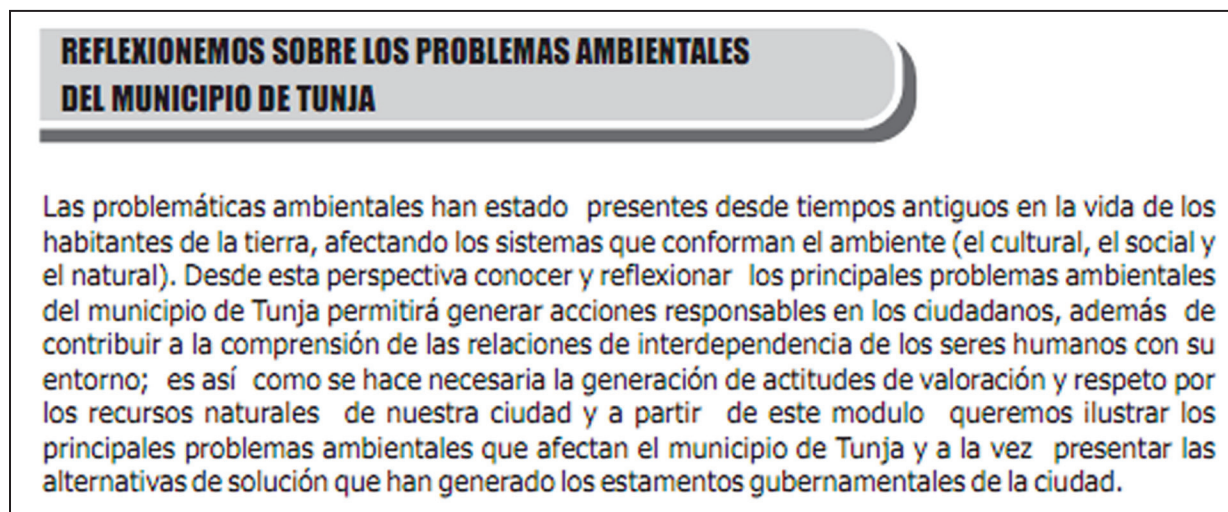 REFLEXIONEMOS SOBRE LOS PROBLEMAS AMBIENTALES
DEL MUNICIPIO DE TUNJA
Las problemáticas ambientales han estado presentes desde tiempos antiguos en la vida de los
habitantes de la tierra, afectando los sistemas que conforman el ambiente (el cultural, el social y
el natural). Desde esta perspectiva conocer y reflexionar los principales problemas ambientales
del municipio de Tunja permitirá generar acciones responsables en los ciudadanos, además de
contribuir a la comprensión de las relaciones de interdependencia de los seres humanos con su
entorno; es así como se hace necesaria la generación de actitudes de valoración y respeto por
los recursos naturales de nuestra ciudad y a partir de este modulo queremos ilustrar los
principales problemas ambientales que afectan el municipio de Tunja y a la vez presentar las
alternativas de solución que han generado los estamentos gubernamentales de la ciudad.